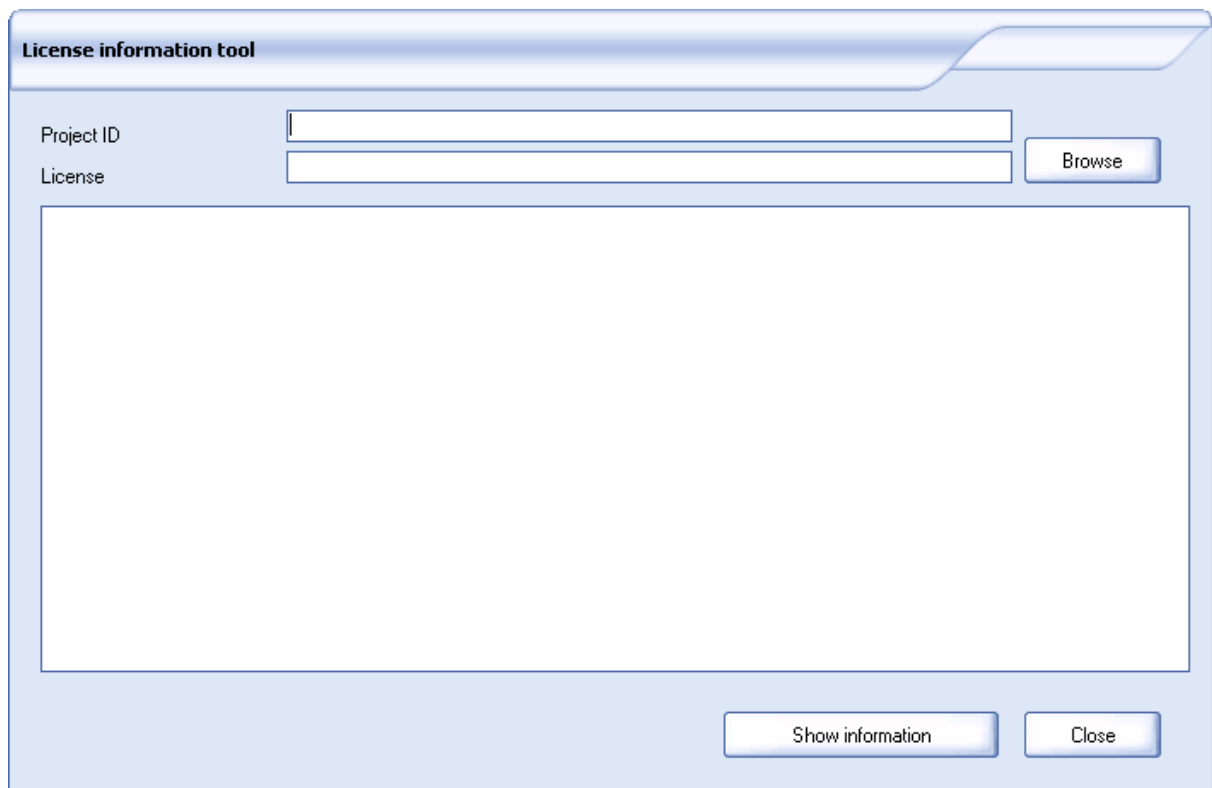 License information tool
Project ID
Browse
License
Show information
Close